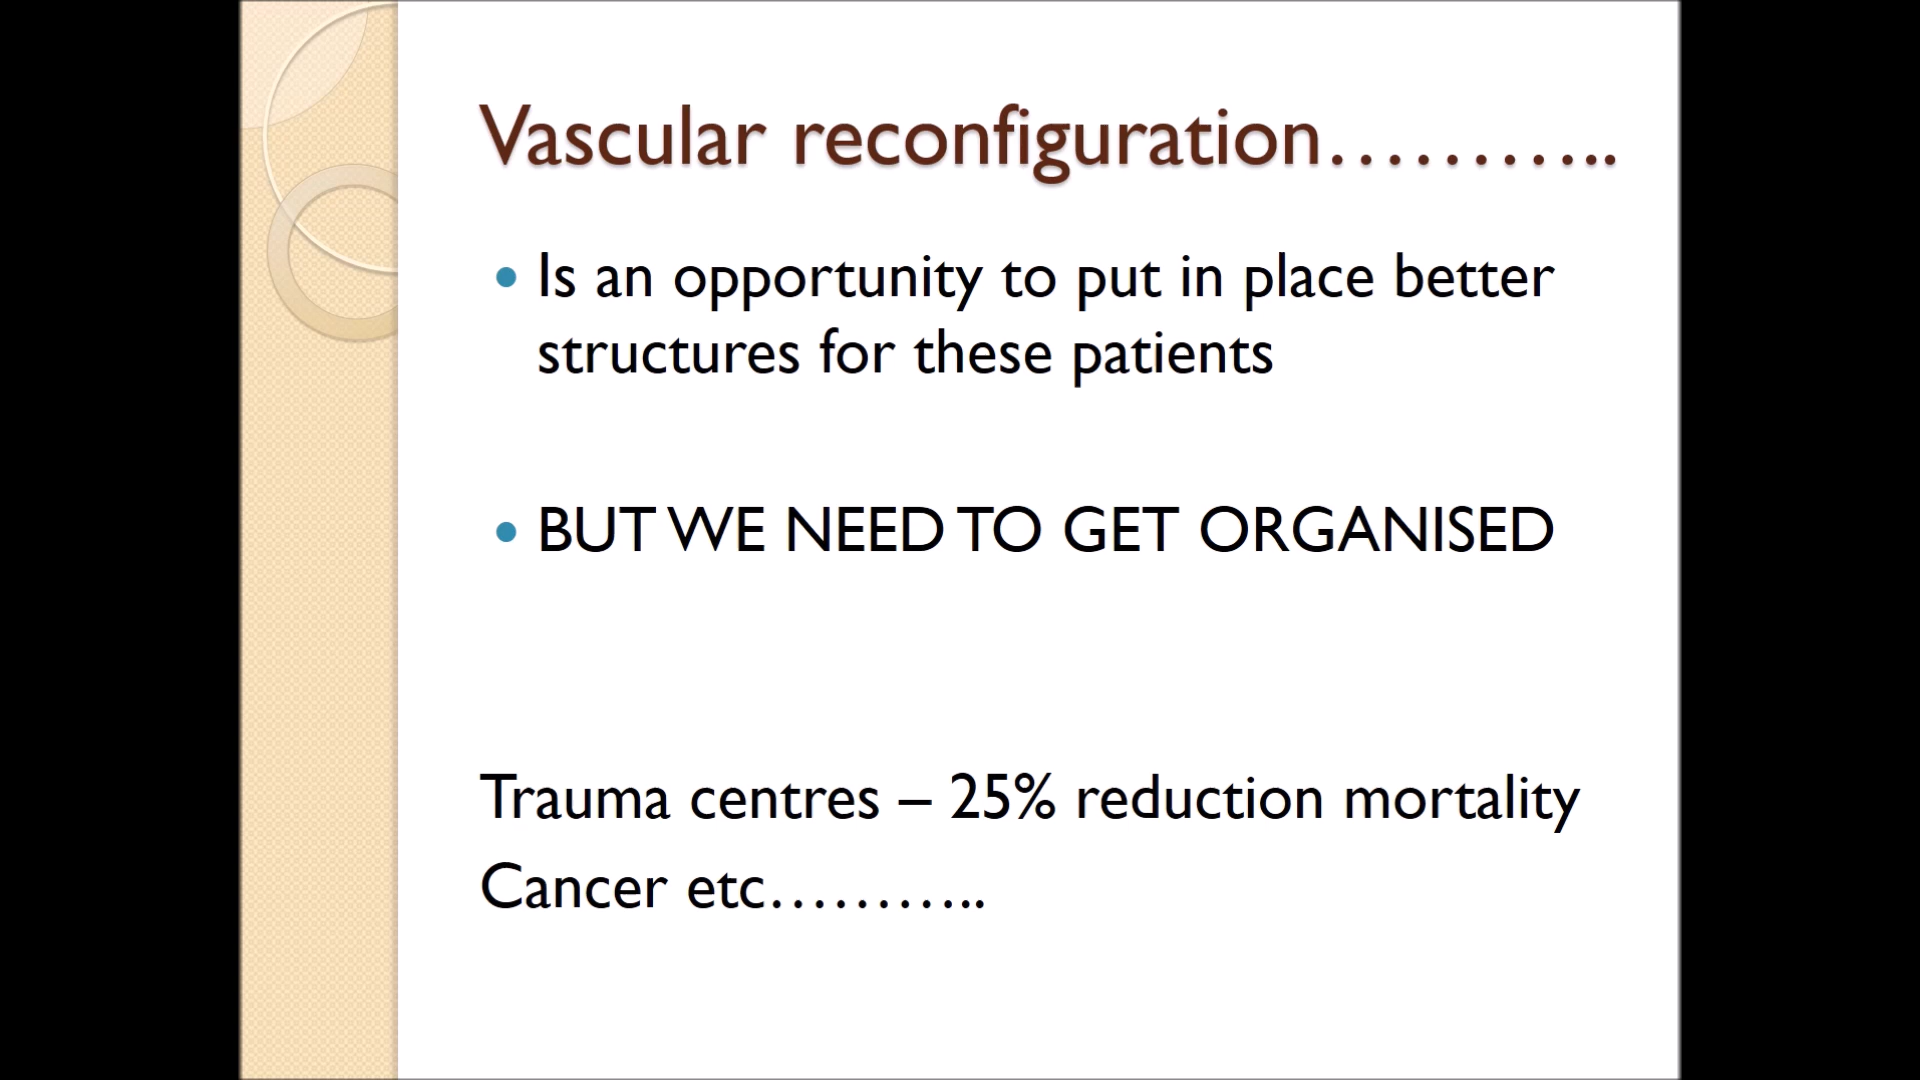 Vascular reconfiguration………..
• Is an opportunity to put in place better
structures for these patients
• BUT WE NEED TO GET ORGANISED
Trauma centres – 25% reduction mortality
Cancer etc………..